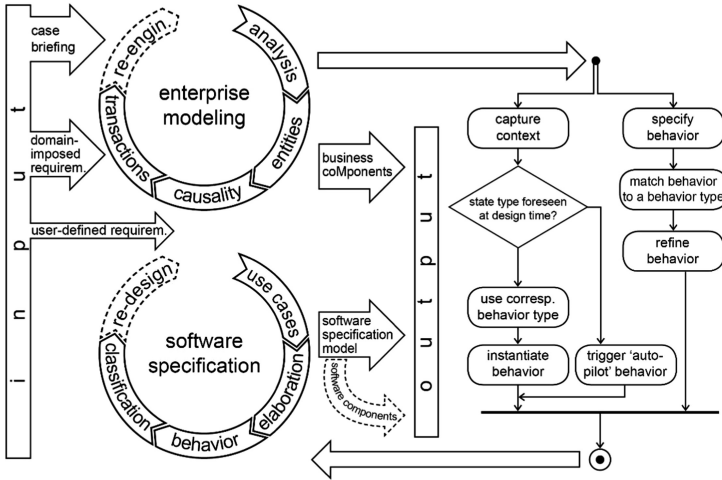 i n p u t
case
briefing
domain-
imposed
requirem.
user-defined requirem.
enterprise
modeling
re-engin.
analysis
entities
causality
transactions
business
coMponents
software
specification
re-design
use cases
elaboration
behavior
classification
software
specification
model
software components
o u t p u t
capture
context
state type foreseen
at design time?
use corresp.
behavior type
instantiate
behavior
trigger ‘auto-
pilot’ behavior
specify
behavior
match behavior
to a behavior type
refine
behavior